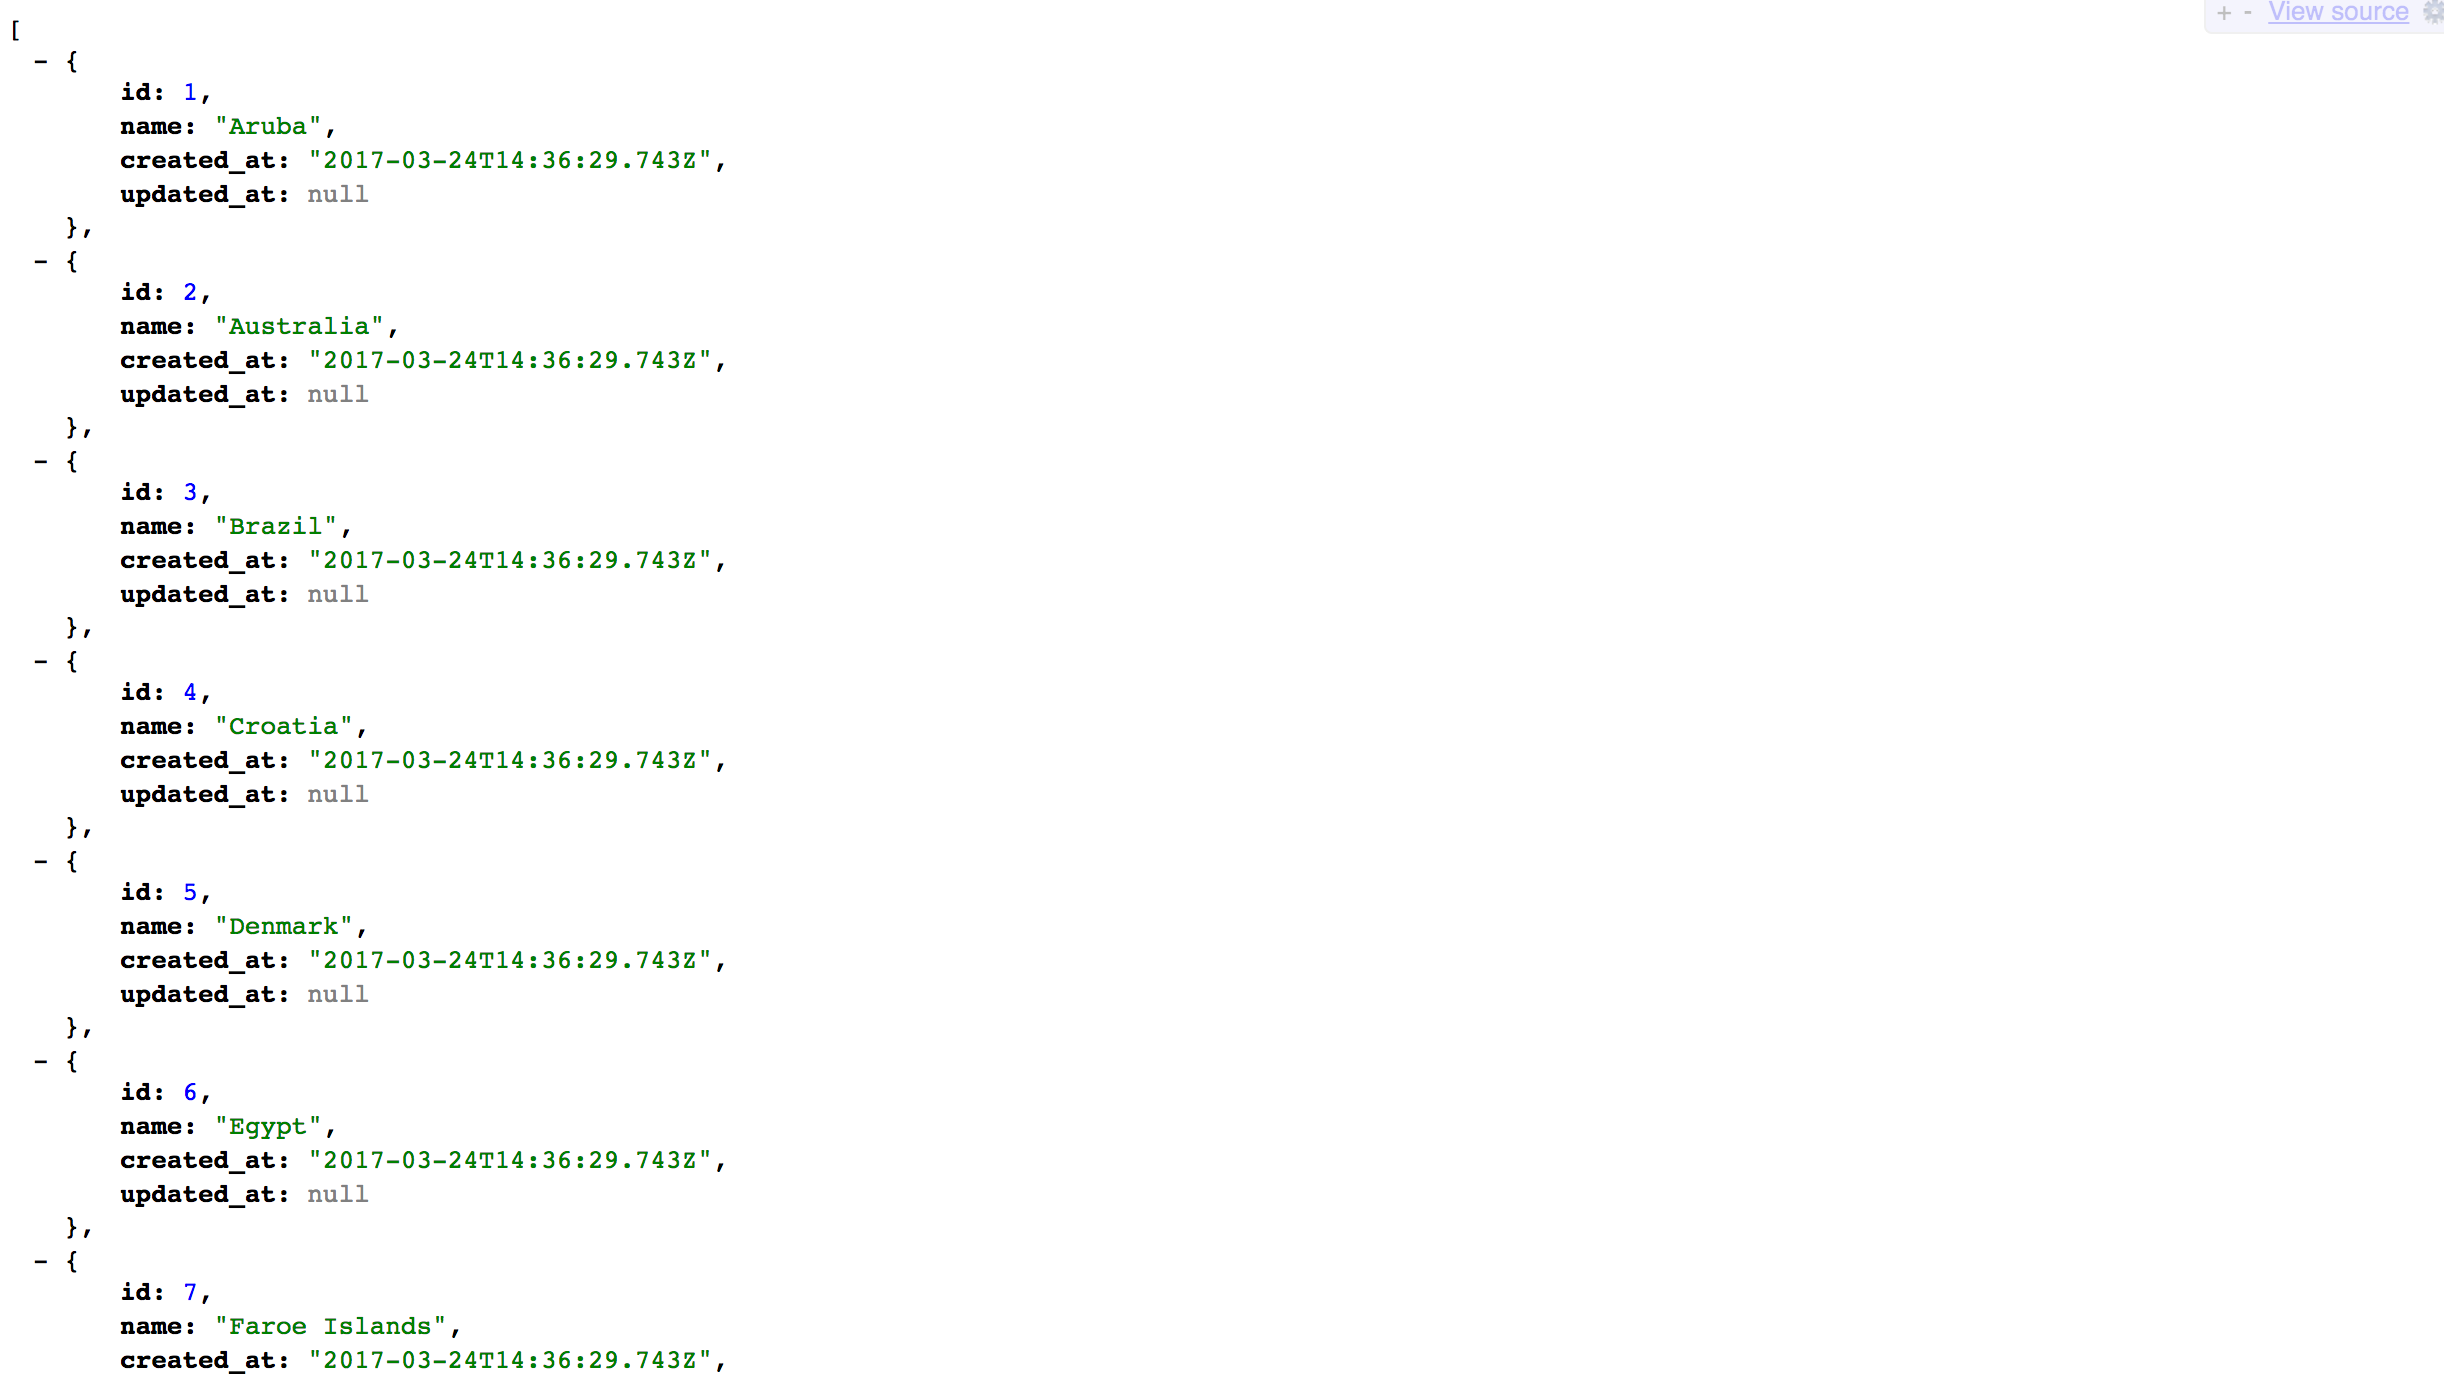 + - View source
[
- {
id: 1,
name: "Aruba",
created_at: "2017-03-24T14:36:29.743Z",
updated_at: null
},
- {
id: 2,
name: "Australia",
created_at: "2017-03-24T14:36:29.743Z",
updated_at: null
},
- {
id: 3,
name: "Brazil",
created_at: "2017-03-24T14:36:29.743Z",
updated_at: null
},
- {
id: 4,
name: "Croatia",
created_at: "2017-03-24T14:36:29.743Z",
updated_at: null
},
- {
id: 5,
name: "Denmark",
created_at: "2017-03-24T14:36:29.743Z",
updated_at: null
},
- {
id: 6,
name: "Egypt",
created_at: "2017-03-24T14:36:29.743Z",
updated_at: null
},
- {
id: 7,
name: "Faroe Islands",
created_at: "2017-03-24T14:36:29.743Z",